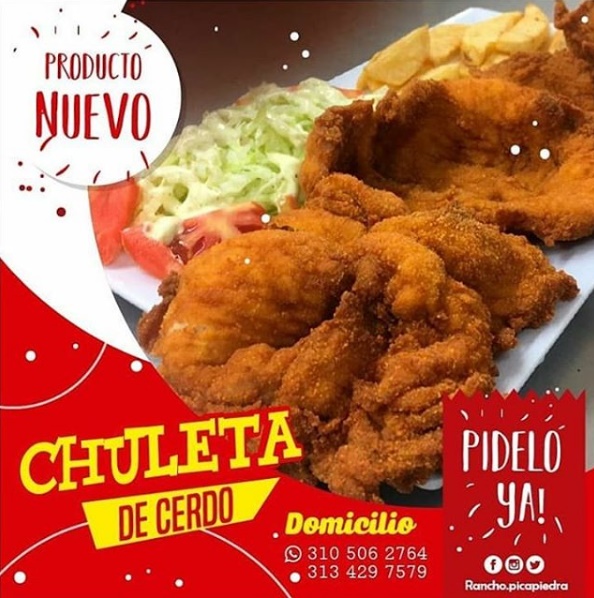 PRODUCTO
NUEVO
CHULETA
DE CERDO
Domicilio
310 506 2764
313 429 7579
PIDELO
YA!
Rancho.picapiedra